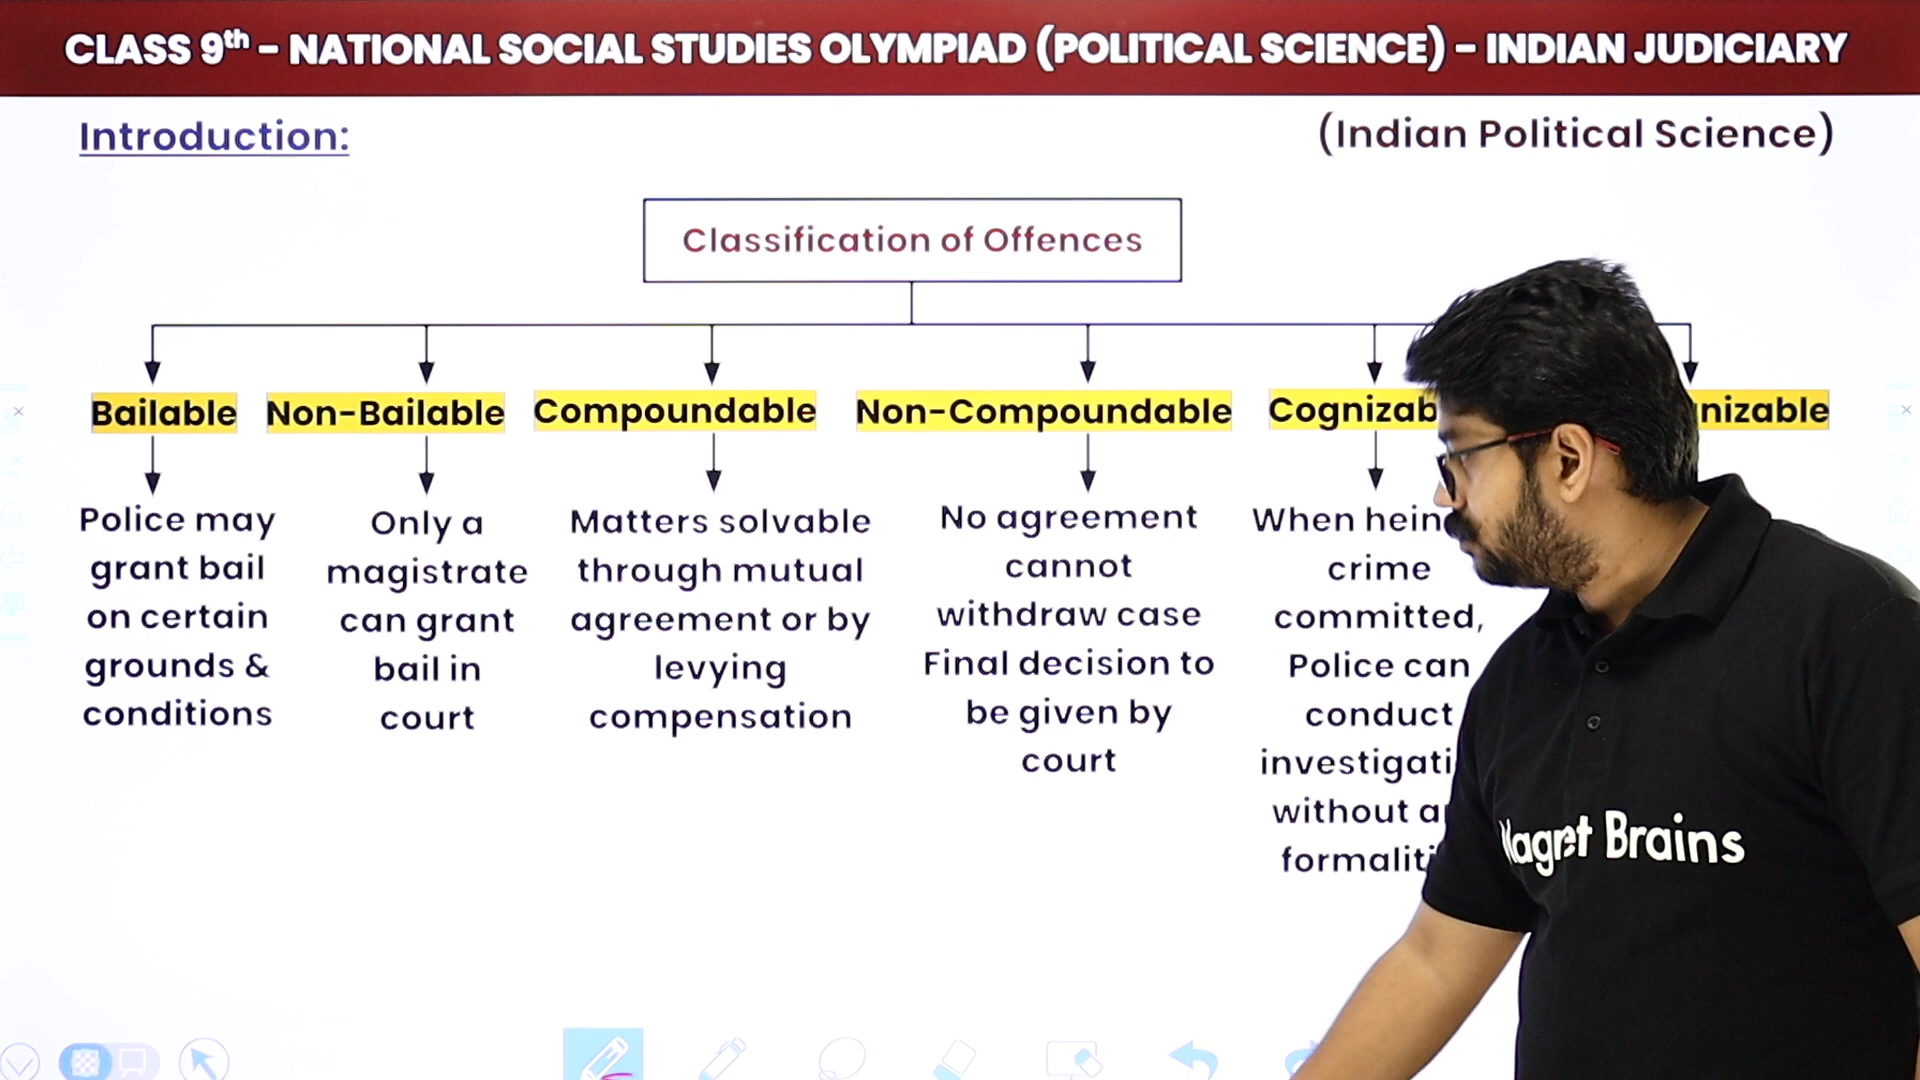 CLASS 9th – NATIONAL SOCIAL STUDIES OLYMPIAD (POLITICAL SCIENCE) – INDIAN JUDICIARY
Introduction:
(Indian Political Science)
Classification of Offences
Bailable
Police may
grant bail
on certain
grounds &
conditions
Non-Bailable
Only a
magistrate
can grant
bail in
court
Compoundable
Matters solvable
through mutual
agreement or by
levying
compensation
Non-Compoundable
No agreement
cannot
withdraw case
Final decision to
be given by
court
When
crime
committed,
Police can
conduct
without
Brains